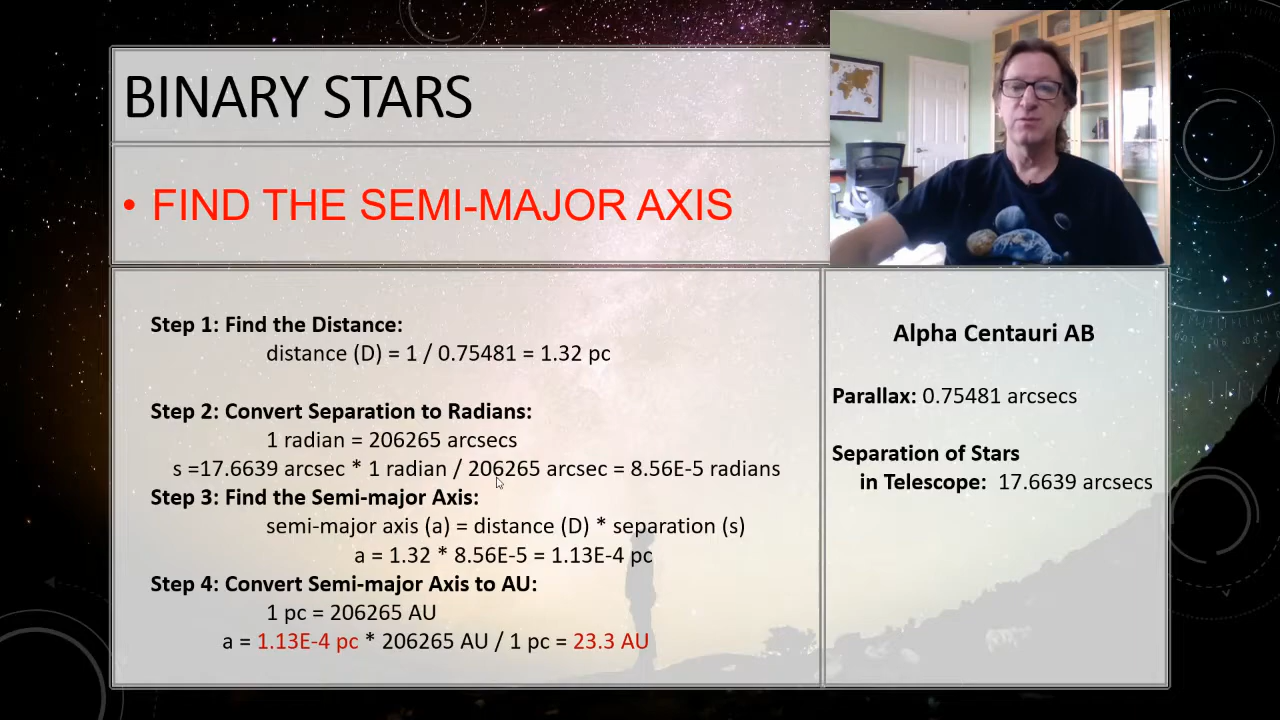 BINARY STARS
• FIND THE SEMI-MAJOR AXIS
Step 1: Find the Distance:
distance (D) = 1 / 0.75481 = 1.32 pc
Step 2: Convert Separation to Radians:
1 radian = 206265 arcsecs
s =17.6639 arcsec * 1 radian / 206265 arcsec = 8.56E-5 radians
Step 3: Find the Semi-major Axis:
semi-major axis (a) = distance (D) * separation (s)
a = 1.32 * 8.56E-5 = 1.13E-4 pc
Step 4: Convert Semi-major Axis to AU:
1 pc = 206265 AU
a = 1.13E-4 pc * 206265 AU / 1 pc = 23.3 AU
Alpha Centauri AB
Parallax: 0.75481 arcsecs
Separation of Stars
in Telescope: 17.6639 arcsecs